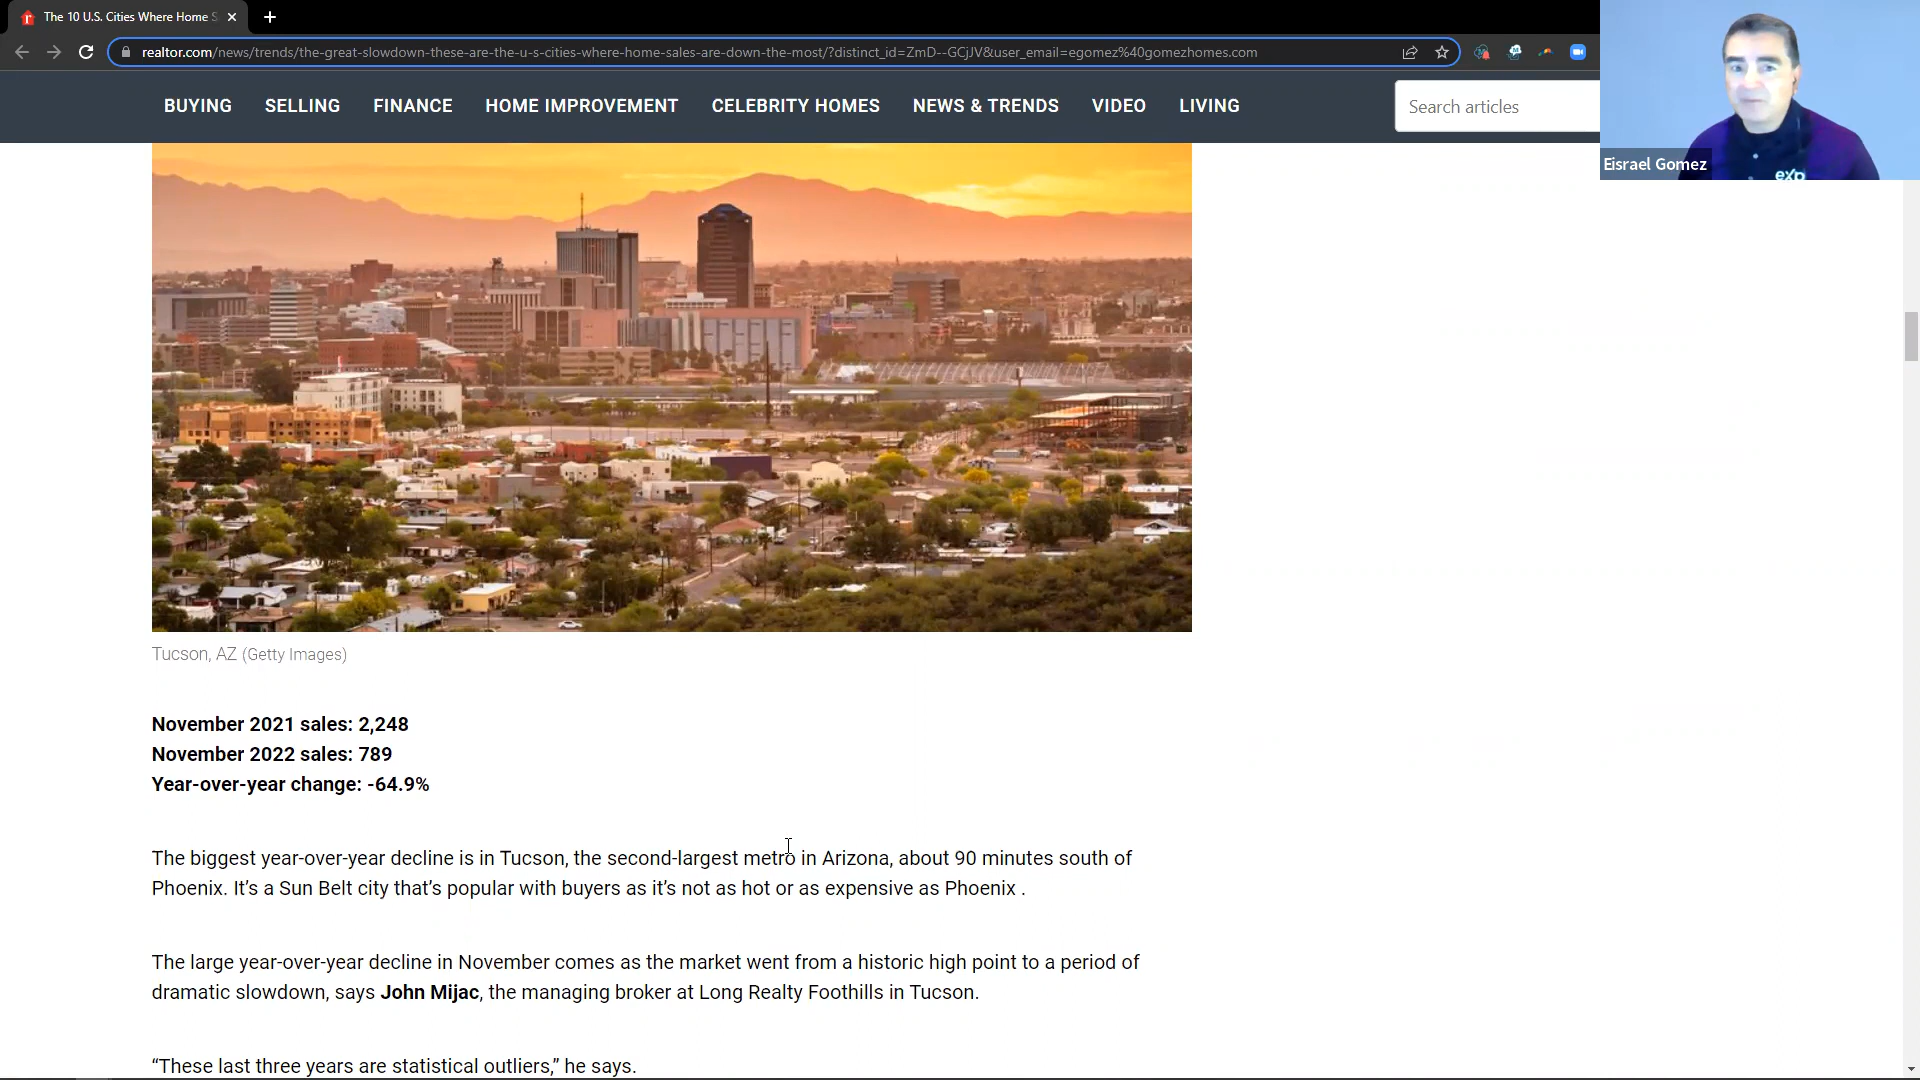 The 10 U.S. Cities Where Home S
realtor.com/news/trends/the-great-slowdown-these-are-the-u-s-cities-where-home-sales-are-down-the-most/?distinct_id=ZmD--GCjJV&user_email=egomez%40gomezhomes.com
BUYING SELLING FINANCE HOME IMPROVEMENT CELEBRITY HOMES NEWS & TRENDS VIDEO LIVING
Search articles
Eisrael Gomez
exp
Tucson, AZ (Getty Images)
November 2021 sales: 2,248
November 2022 sales: 789
Year-over-year change: -64.9%
The biggest year-over-year decline is in Tucson, the second-largest metro in Arizona, about 90 minutes south of
Phoenix. It’s a Sun Belt city that’s popular with buyers as it’s not as hot or as expensive as Phoenix .
The large year-over-year decline in November comes as the market went from a historic high point to a period of
dramatic slowdown, says John Mijac, the managing broker at Long Realty Foothills in Tucson.
“These last three years are statistical outliers,” he says.